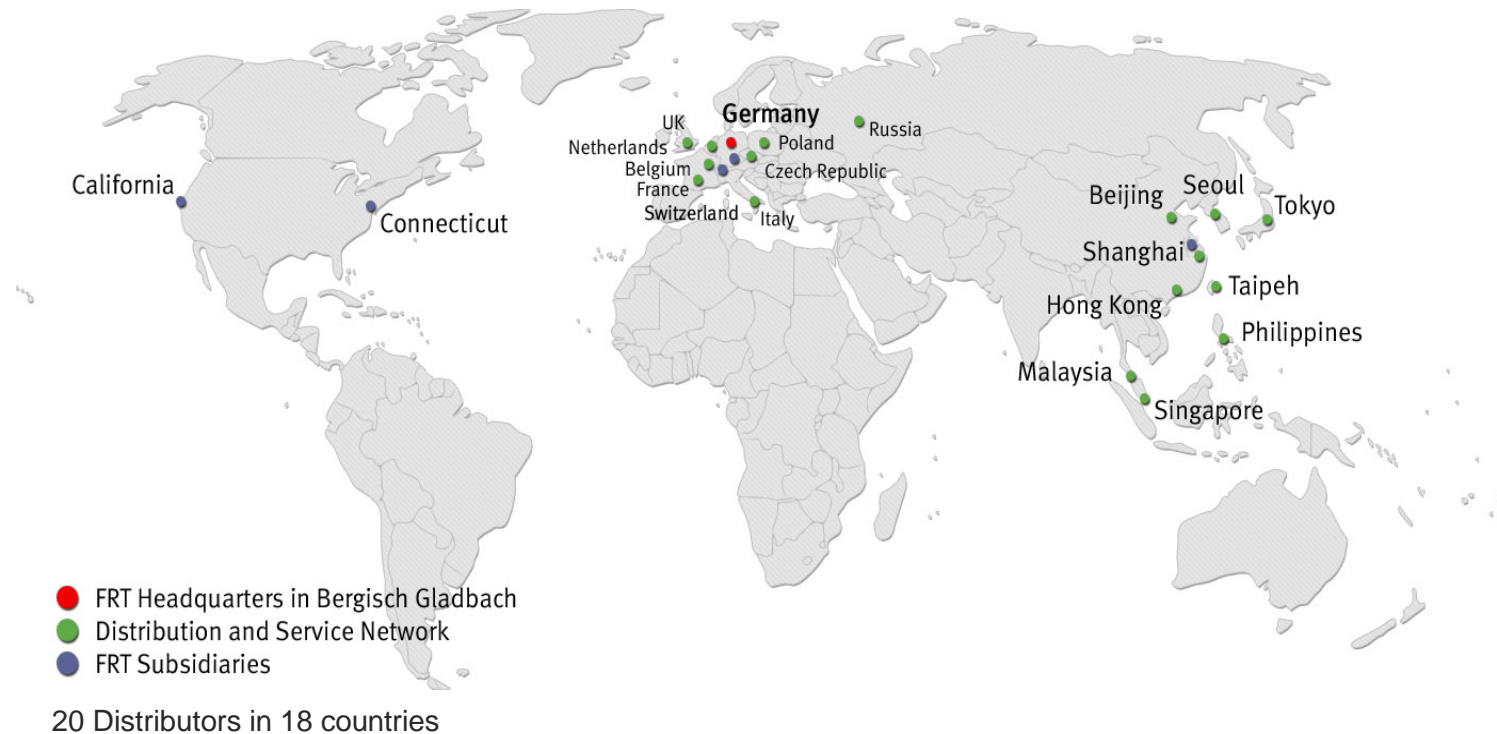 Germany
UK
Russia
Netherlands
Poland
Belgium
Czech Republic
France
Switzerland
Italy
California
Connecticut
Beijing
Seoul
Tokyo
Shanghai
Taipeh
Hong Kong
Philippines
Malaysia
Singapore
FRT Headquarters in Bergisch Gladbach
Distribution and Service Network
FRT Subsidiaries
20 Distributors in 18 countries